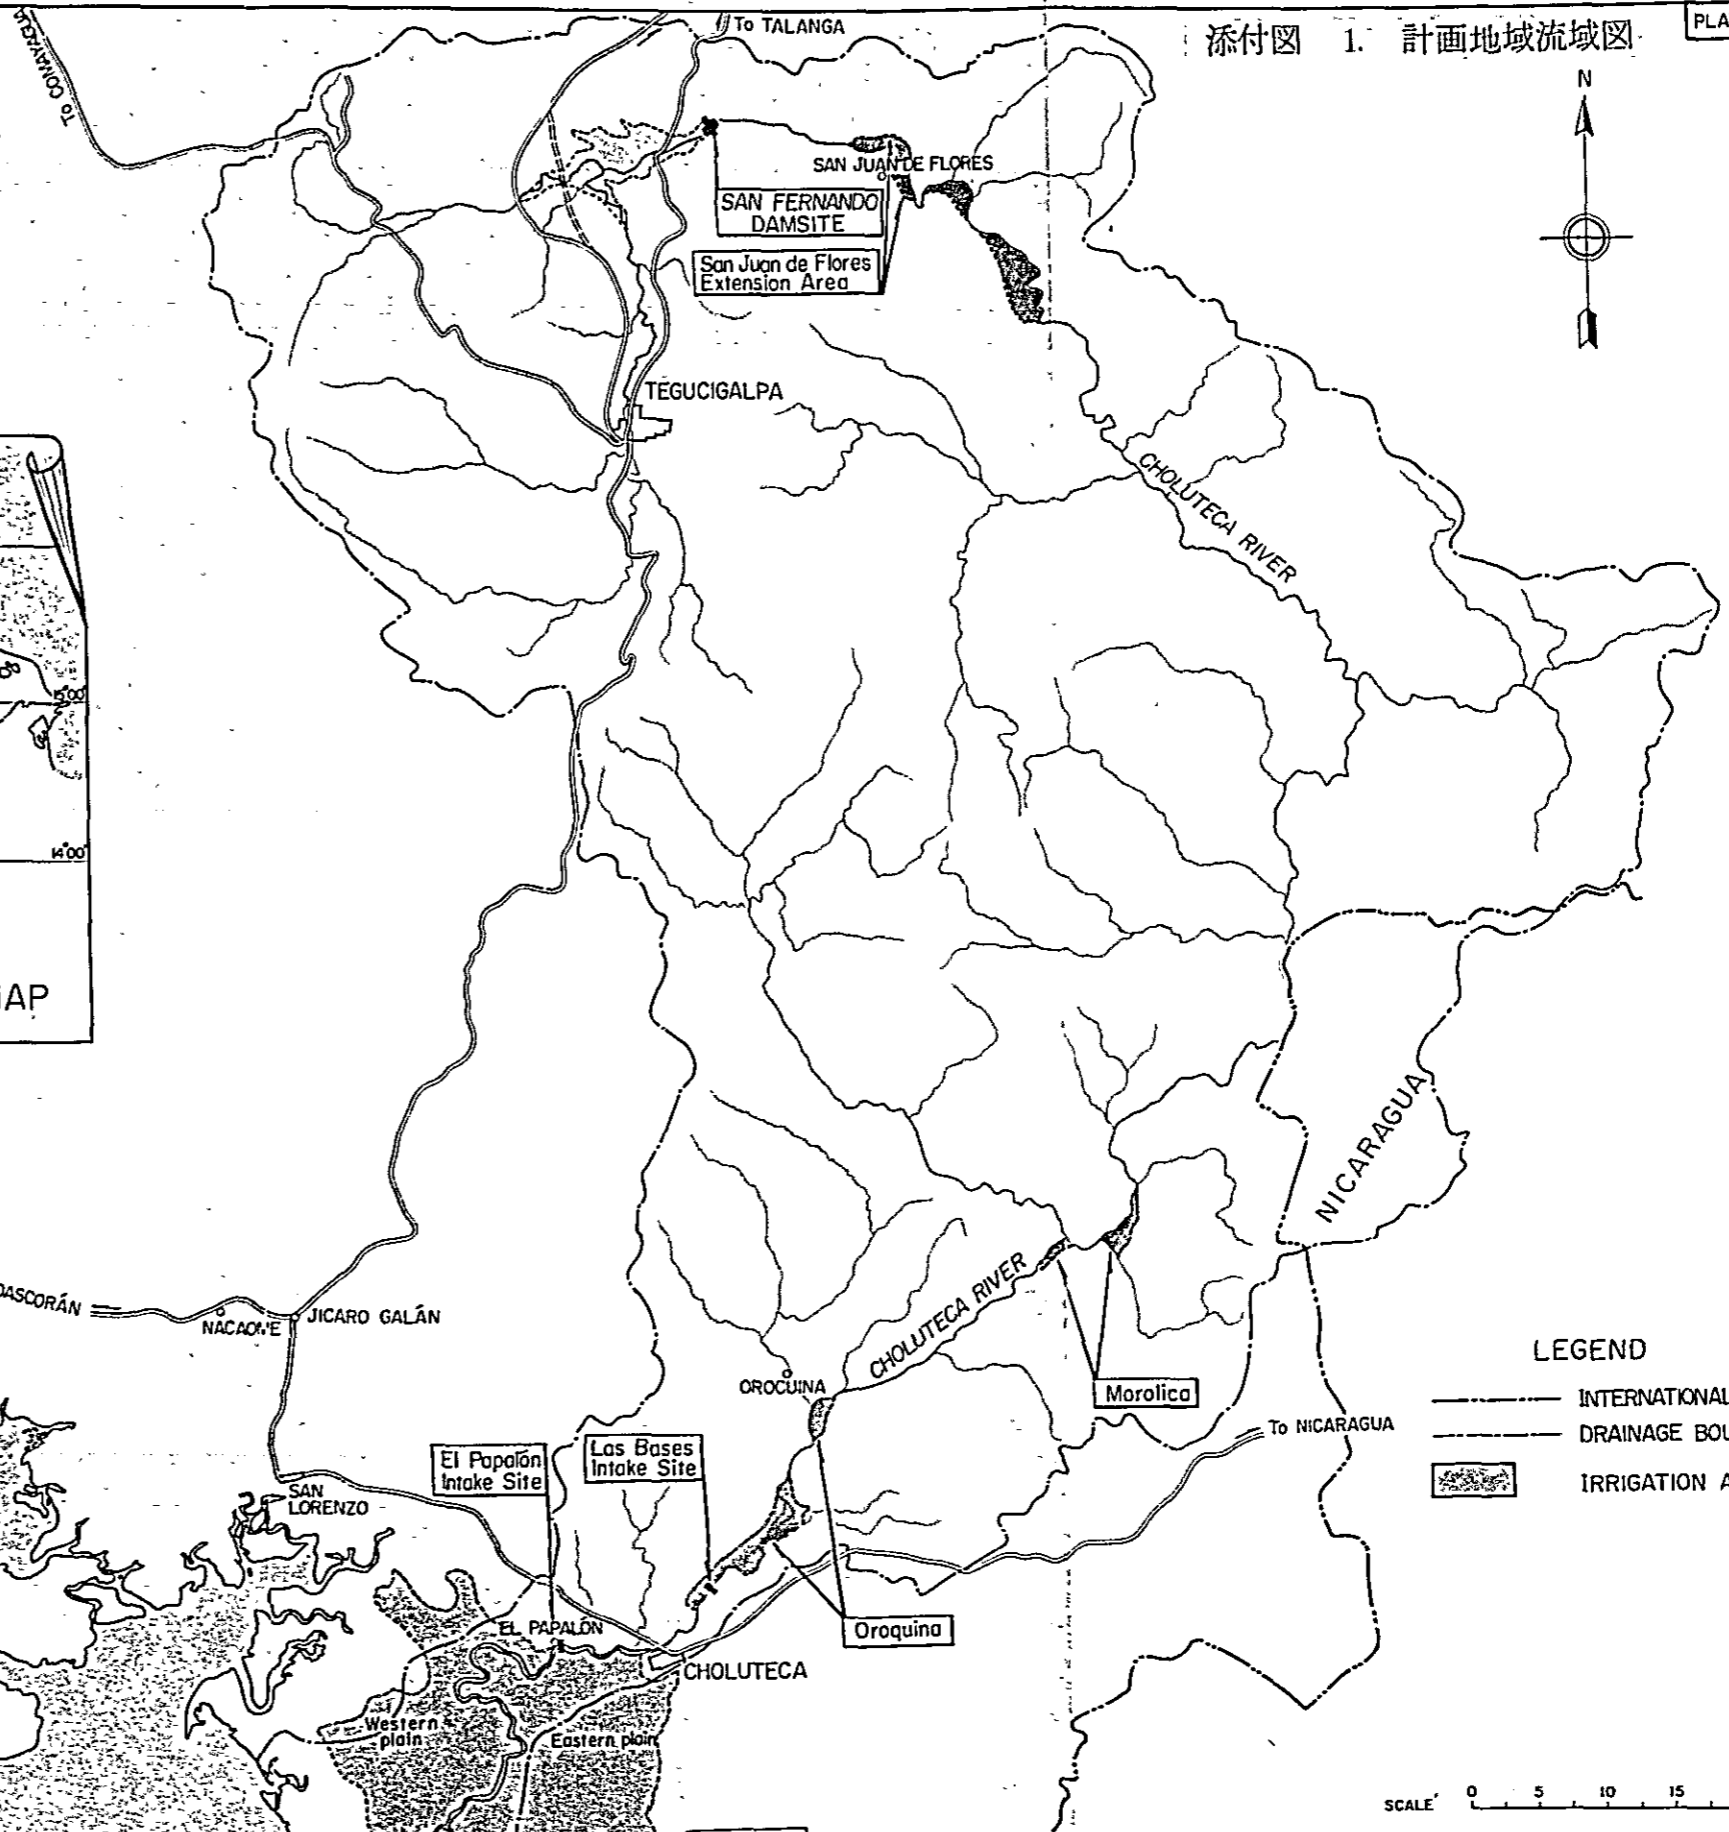 添付図 1. 計画地域流域図
PLA
To TALANGA
To COMAYAGUA
N
SAN JUAN DE FLORES
SAN FERNANDO
DAMSITE
San Juan de Flores
Extension Area
TEGUCIGALPA
CHOLUTECA RIVER
15°00'
14°00'
MAP
NICARAGUA
CHOLUTECA RIVER
OASCORÁN
NACAOME
JICARO GALÁN
OROCUINA
Morolica
LEGEND
INTERNATIONAL
DRAINAGE BOU
IRRIGATION A
To NICARAGUA
El Papalón
Intake Site
Las Bases
Intake Site
SAN
LORENZO
EL PAPALÓN
Oroquina
CHOLUTECA
Western
plain
Eastern plain
SCALE 0 5 10 15